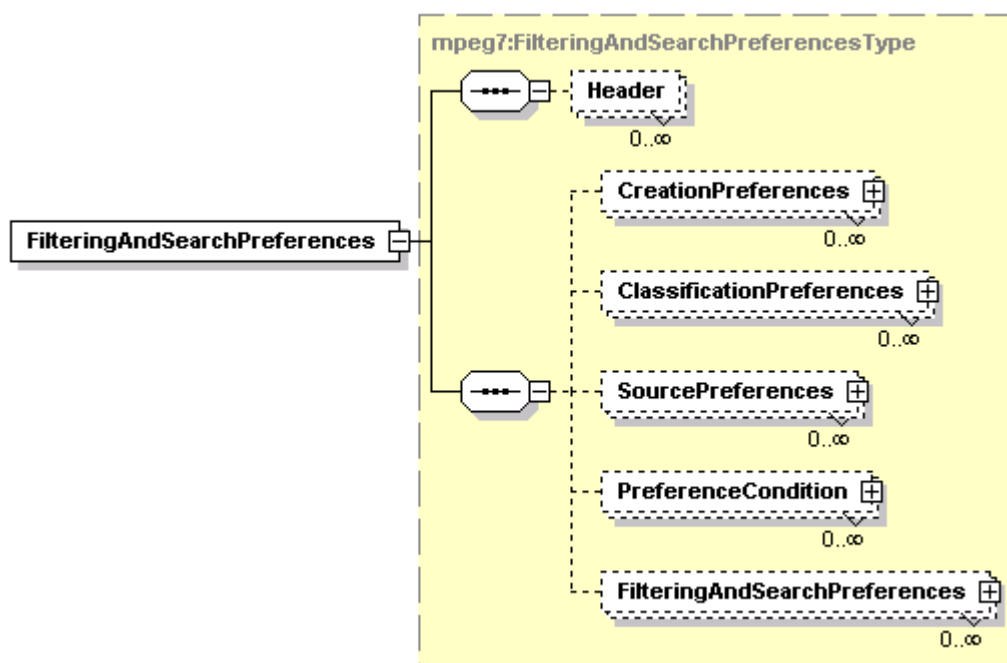 mpeg7:FilteringAndSearchPreferencesType
Header
0..∞
CreationPreferences
0..∞
FilteringAndSearchPreferences
ClassificationPreferences
0..∞
SourcePreferences
0..∞
PreferenceCondition
0..∞
FilteringAndSearchPreferences
0..∞